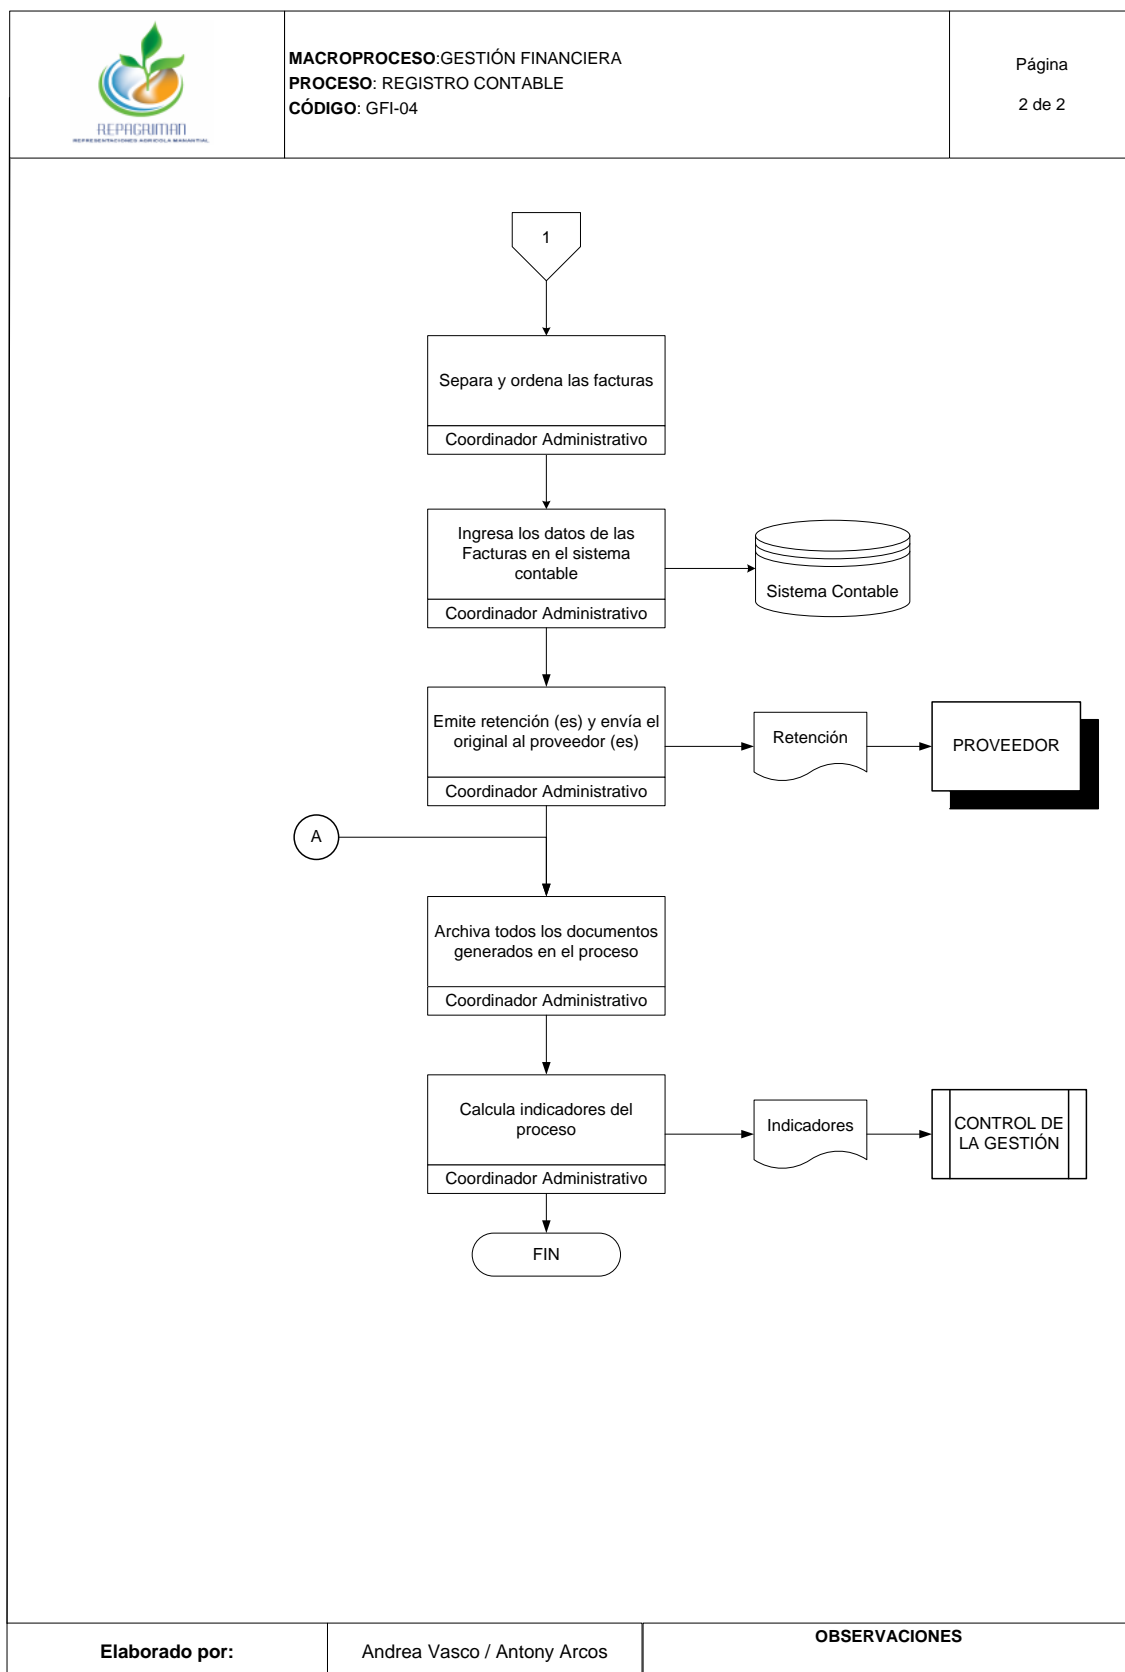 REPAGRIMAN
REPRESENTACIONES AGRICOLA MANANTIAL
MACROPROCESO:GESTIÓN FINANCIERA
PROCESO: REGISTRO CONTABLE
CÓDIGO: GFI-04
Página
2 de 2
1
Separa y ordena las facturas
Coordinador Administrativo
Ingresa los datos de las
Facturas en el sistema
contable
Coordinador Administrativo
Sistema Contable
Emite retención (es) y envía el
original al proveedor (es)
Coordinador Administrativo
Retención
PROVEEDOR
A
Archiva todos los documentos
generados en el proceso
Coordinador Administrativo
Calcula indicadores del
proceso
Coordinador Administrativo
Indicadores
CONTROL DE
LA GESTIÓN
FIN
Elaborado por:
Andrea Vasco / Antony Arcos
OBSERVACIONES